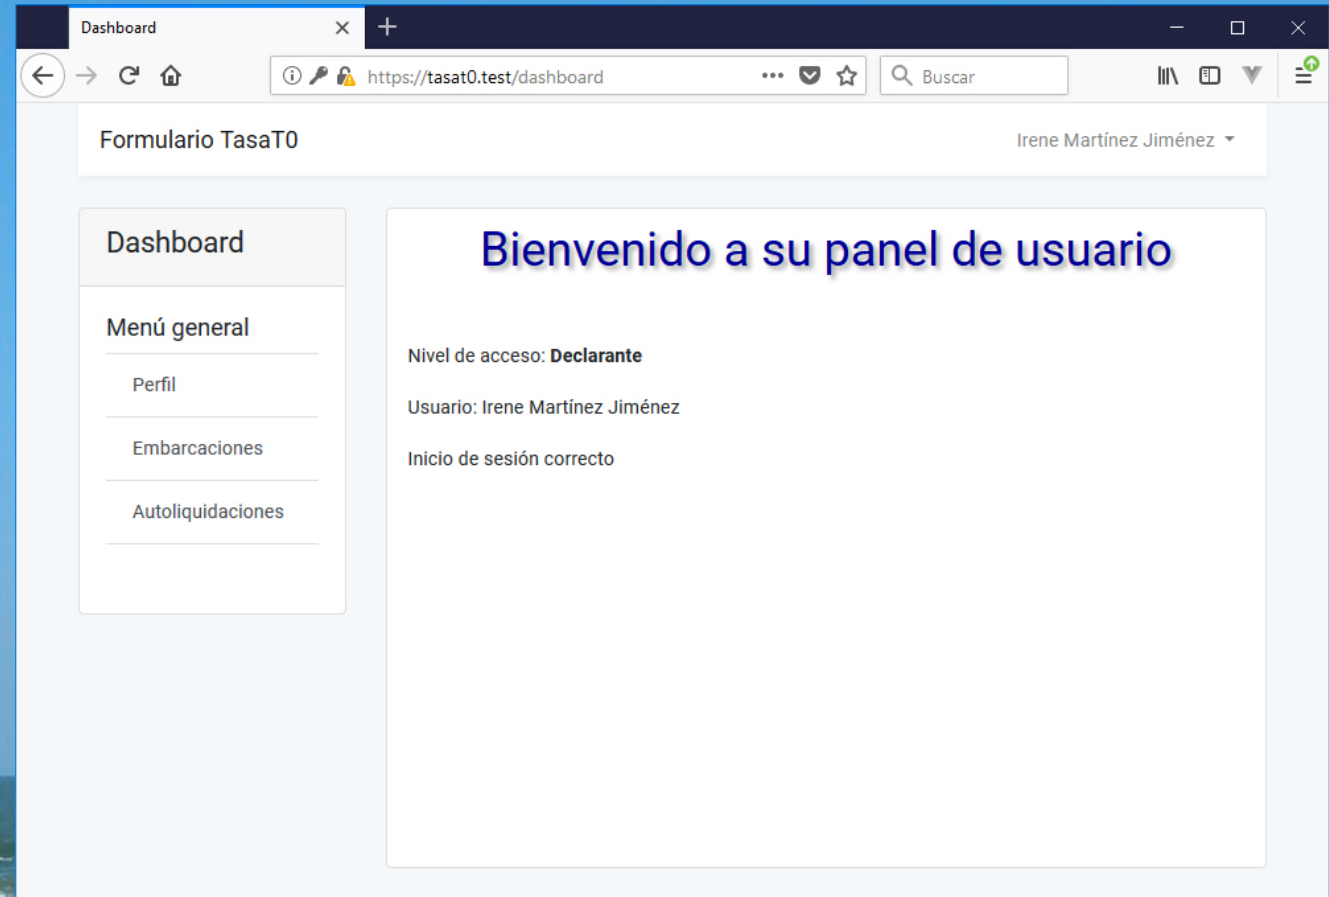 Dashboard
https://tasat0.test/dashboard
Buscar
Formulario TasaT0
Irene Martínez Jiménez
Dashboard
Menú general
Perfil
Embarcaciones
Autoliquidaciones
Bienvenido a su panel de usuario
Nivel de acceso: Declarante
Usuario: Irene Martínez Jiménez
Inicio de sesión correcto